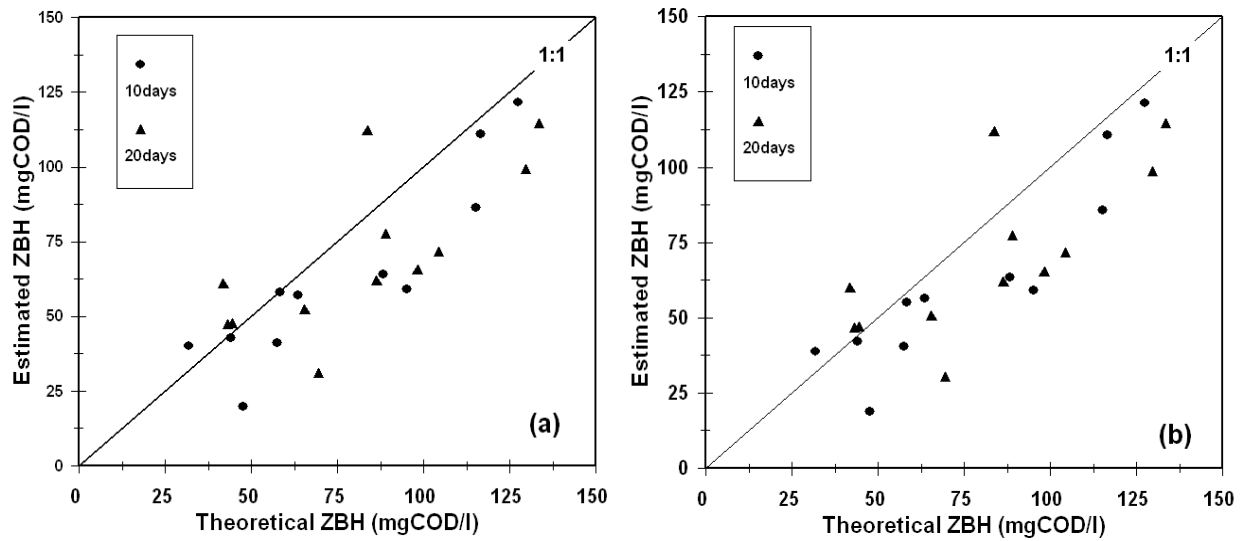 150
125
100
75
50
25
0
Estimated ZBH (mgCOD/l)
10days
20days
1:1
(a)
0 25 50 75 100 125 150
Theoretical ZBH (mgCOD/l)
150
125
100
75
50
25
0
Estimated ZBH (mgCOD/l)
10days
20days
1:1
(b)
0 25 50 75 100 125 150
Theoretical ZBH (mgCOD/l)